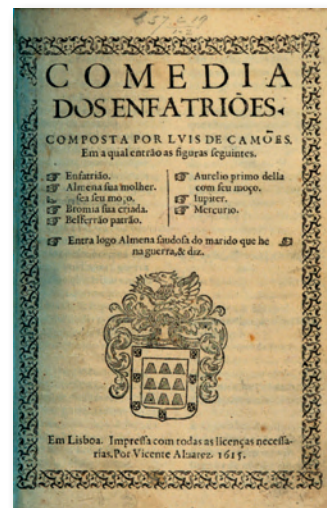 COMEDIA
DOS ENFATRIÕES.
COMPOSTA POR LVIS DE CAMÕES.
Em a qual entrão as figuras ſeguintes.
☞ Enfatrião.
☞ Almena ſua molher.
ſeu moço.
☞ Bromia ſua criada.
☞ Belferrão patrão.
☞ Aurelio primo della
com ſeu moço.
☞ Iupiter.
☞ Mercurio.
☞ Entra logo Almena ſaudoſa do marido que he
na guerra, & diz.
Em Lisboa. Impreſſa com todas as licenças neceſſa-
rias. Por Vicente Aluarez. 1615.